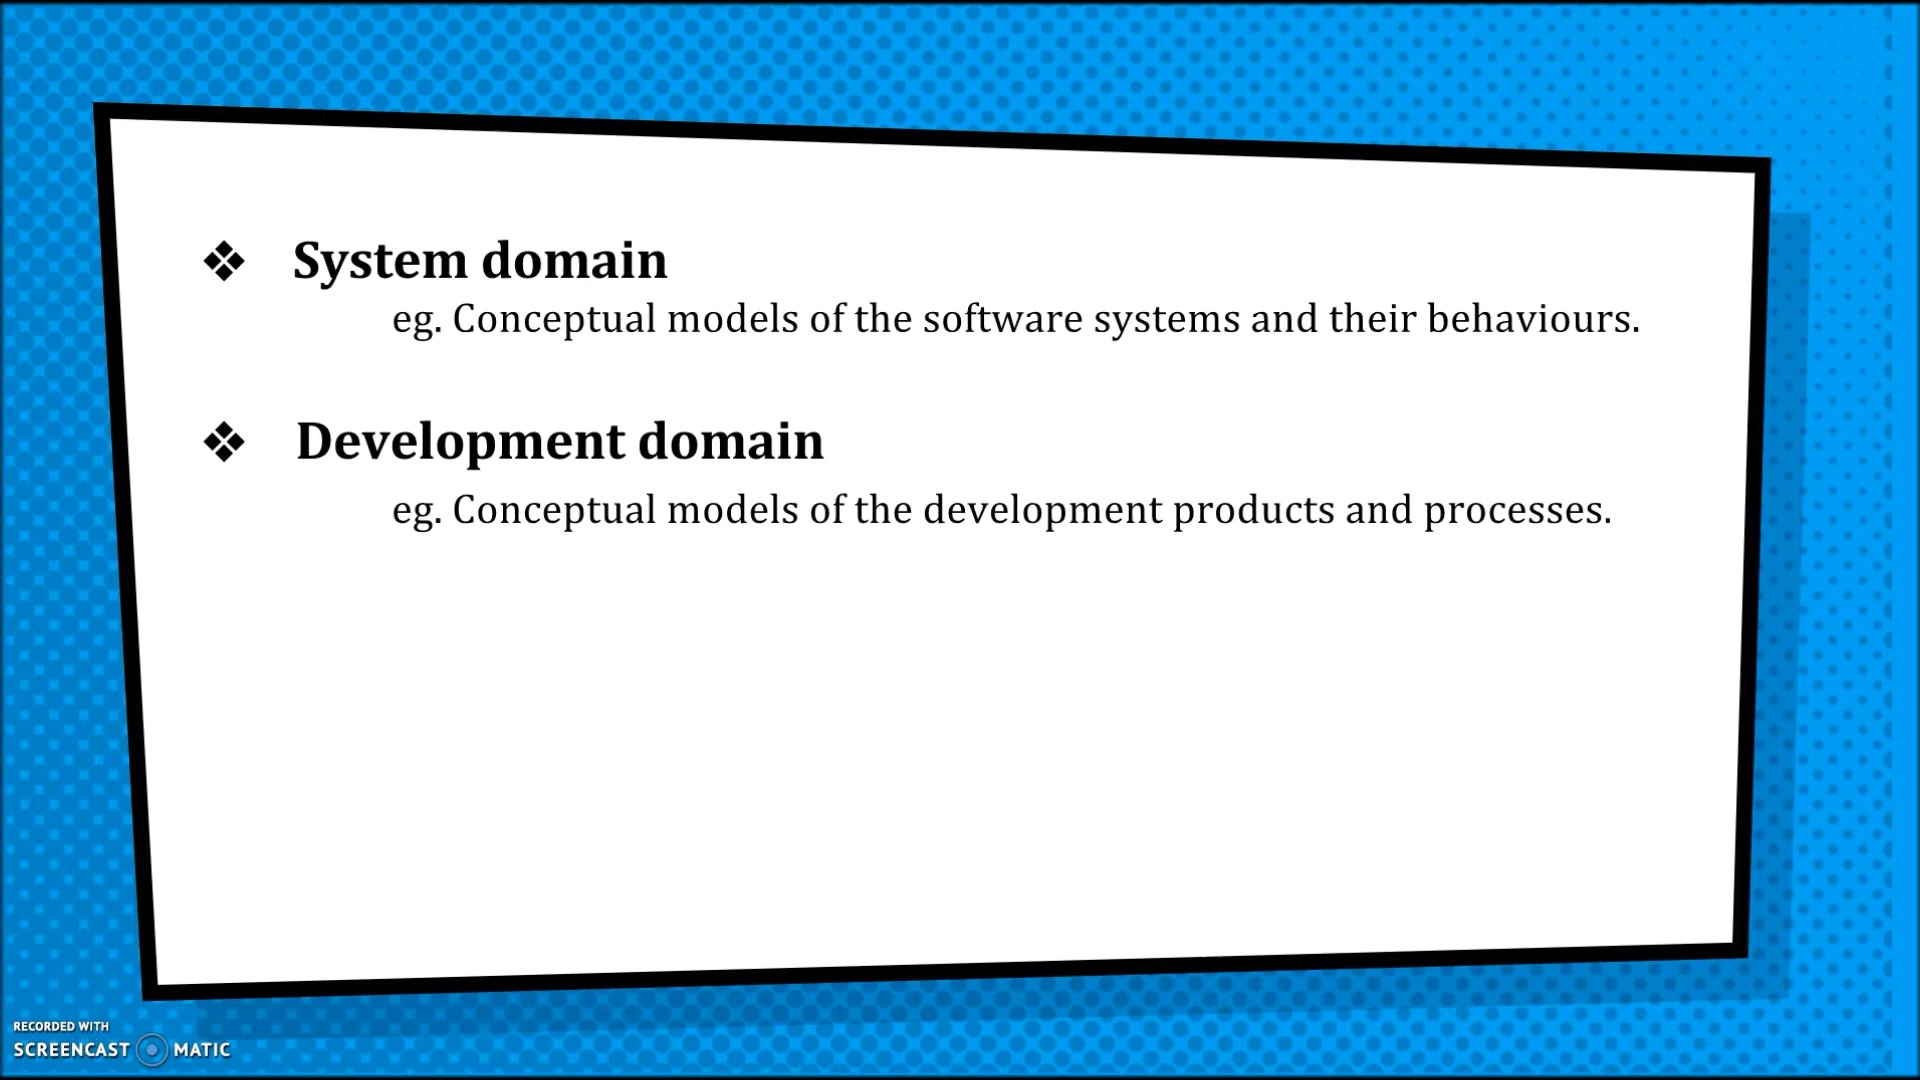 ❖ System domain
eg. Conceptual models of the software systems and their behaviours.
❖ Development domain
eg. Conceptual models of the development products and processes.
RECORDED WITH
SCREENCAST MATIC